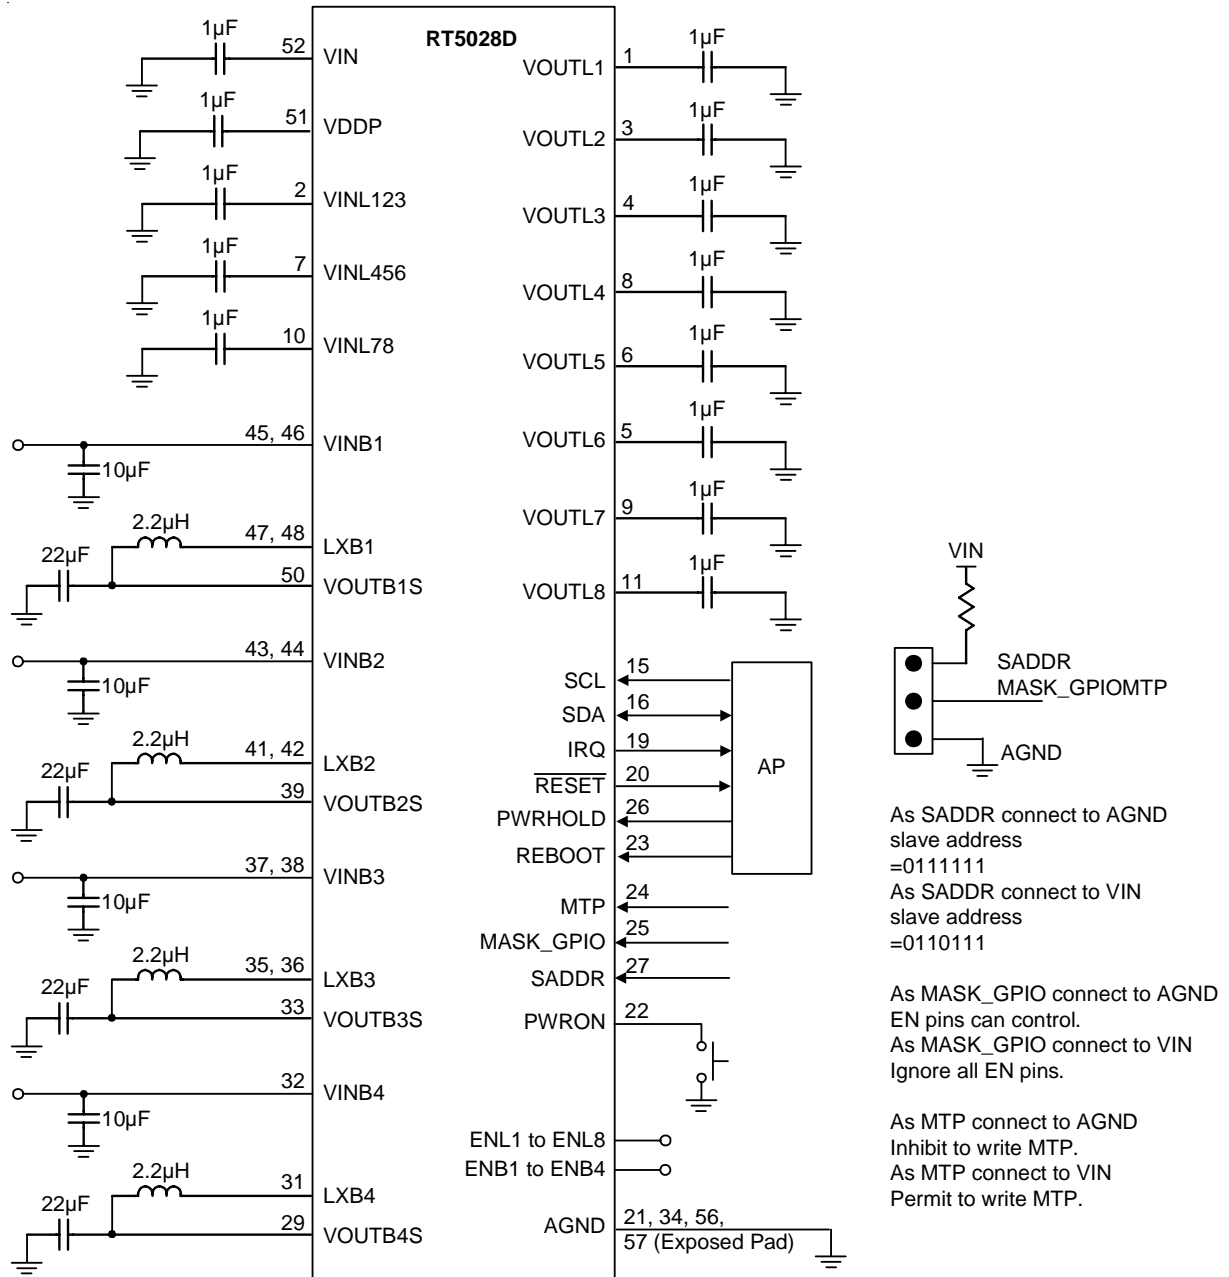 RT5028D
1µF
52 VIN
1µF
51 VDDP
1µF
2 VINL123
1µF
7 VINL456
1µF
10 VINL78
45, 46 VINB1
10µF
2.2µH
47, 48 LXB1
22µF
50 VOUTB1S
43, 44 VINB2
10µF
2.2µH
41, 42 LXB2
22µF
39 VOUTB2S
37, 38 VINB3
10µF
2.2µH
35, 36 LXB3
22µF
33 VOUTB3S
32 VINB4
10µF
2.2µH
31 LXB4
22µF
29 VOUTB4S
1µF
VOUTL1 1
1µF
VOUTL2 3
1µF
VOUTL3 4
1µF
VOUTL4 8
1µF
VOUTL5 6
1µF
VOUTL6 5
1µF
VOUTL7 9
1µF
VOUTL8 11
SCL 15
SDA 16
IRQ 19
RESET 20
PWRHOLD 26
REBOOT 23
AP
MTP 24
MASK_GPIO 25
SADDR 27
PWRON 22
ENL1 to ENL8
ENB1 to ENB4
AGND 21, 34, 56,
57 (Exposed Pad)
VIN
SADDR
MASK_GPIOMTP
AGND
As SADDR connect to AGND
slave address
=0111111
As SADDR connect to VIN
slave address
=0110111
As MASK_GPIO connect to AGND
EN pins can control.
As MASK_GPIO connect to VIN
Ignore all EN pins.
As MTP connect to AGND
Inhibit to write MTP.
As MTP connect to VIN
Permit to write MTP.